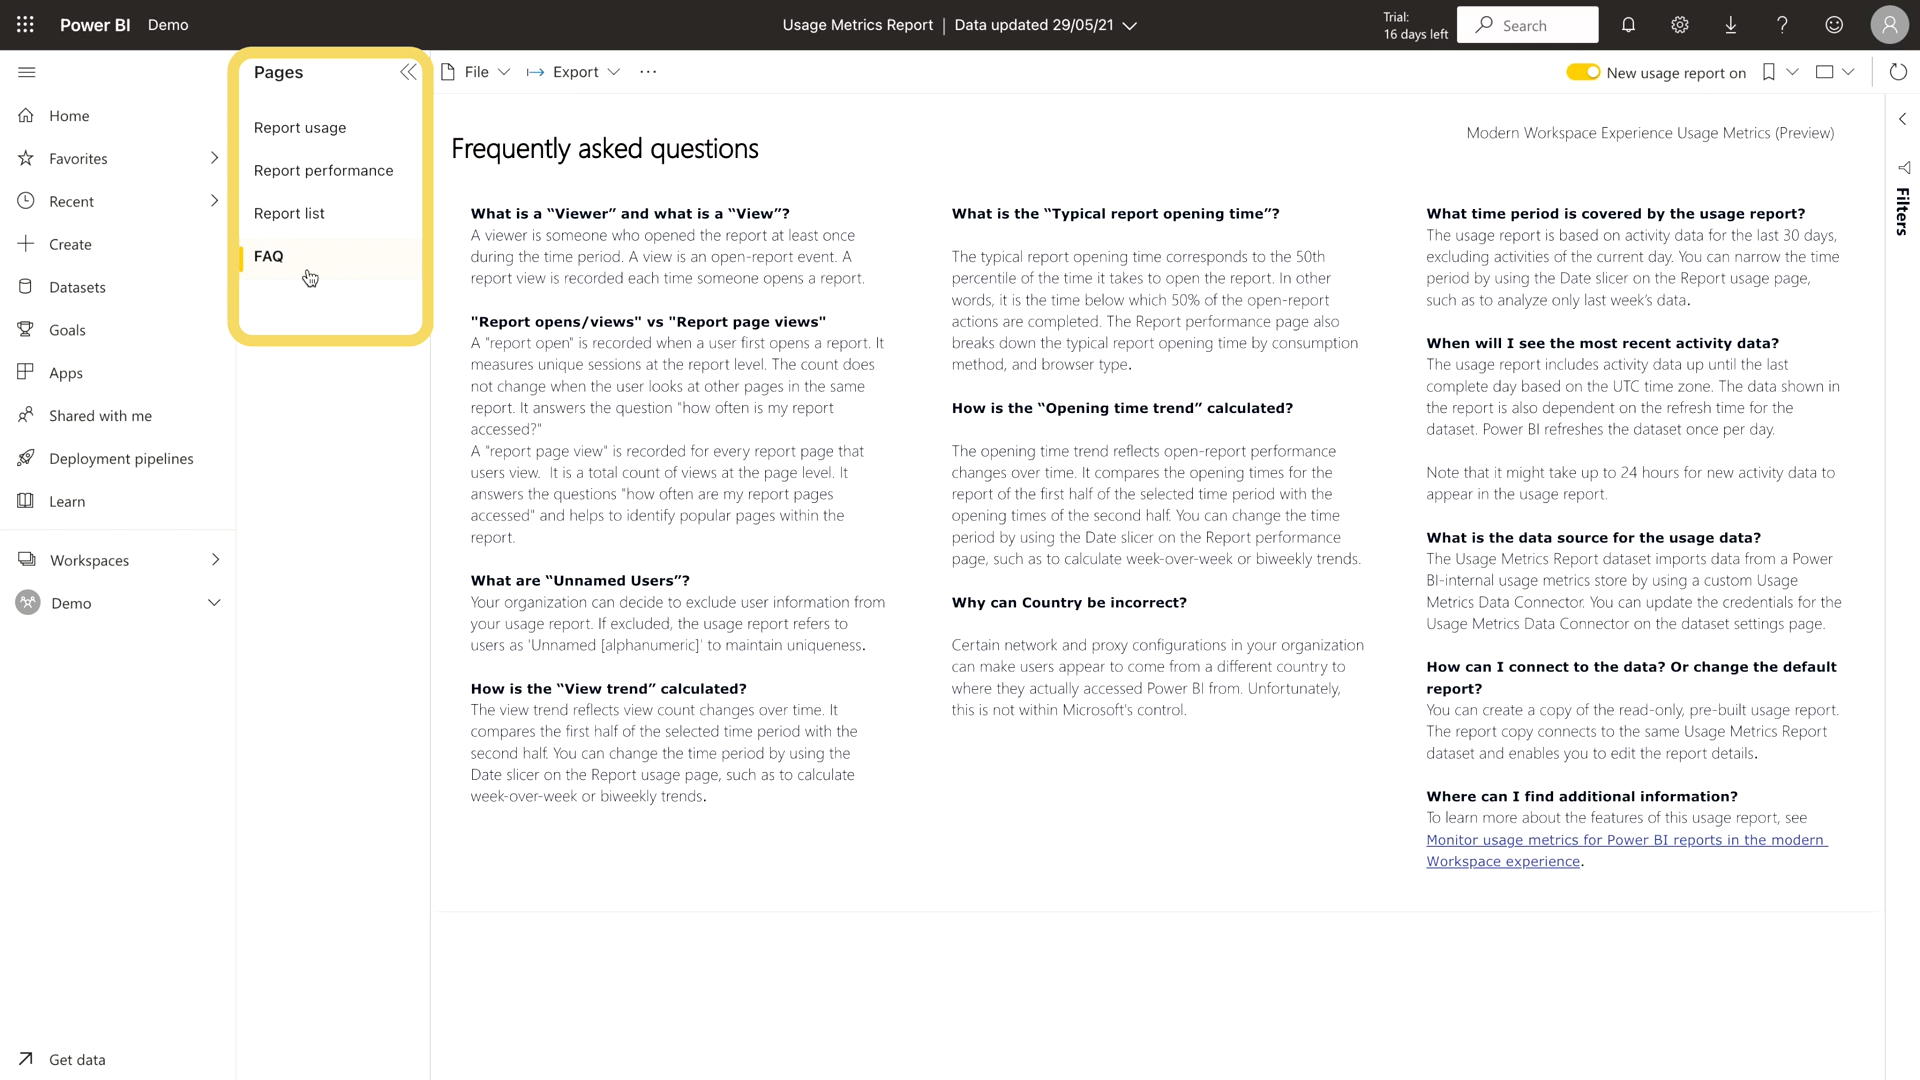 Power BI Demo
Usage Metrics Report | Data updated 29/05/21
Trial:
16 days left
Search
Home
Favorites
Recent
Create
Datasets
Goals
Apps
Shared with me
Deployment pipelines
Learn
Workspaces
Demo
Get data
Pages
Report usage
Report performance
Report list
FAQ
File
Export
New usage report on
Filters
Modern Workspace Experience Usage Metrics (Preview)
Frequently asked questions
What is a “Viewer” and what is a “View”?
A viewer is someone who opened the report at least once
during the time period. A view is an open-report event. A
report view is recorded each time someone opens a report.
"Report opens/views" vs "Report page views"
A "report open" is recorded when a user first opens a report. It
measures unique sessions at the report level. The count does
not change when the user looks at other pages in the same
report. It answers the question "how often is my report
accessed?"
A "report page view" is recorded for every report page that
users view. It is a total count of views at the page level. It
answers the questions "how often are my report pages
accessed" and helps to identify popular pages within the
report.
What are “Unnamed Users”?
Your organization can decide to exclude user information from
your usage report. If excluded, the usage report refers to
users as 'Unnamed [alphanumeric]' to maintain uniqueness.
How is the “View trend” calculated?
The view trend reflects view count changes over time. It
compares the first half of the selected time period with the
second half. You can change the time period by using the
Date slicer on the Report usage page, such as to calculate
week-over-week or biweekly trends.
What is the “Typical report opening time”?
The typical report opening time corresponds to the 50th
percentile of the time it takes to open the report. In other
words, it is the time below which 50% of the open-report
actions are completed. The Report performance page also
breaks down the typical report opening time by consumption
method, and browser type.
How is the “Opening time trend” calculated?
The opening time trend reflects open-report performance
changes over time. It compares the opening times for the
report of the first half of the selected time period with the
opening times of the second half. You can change the time
period by using the Date slicer on the Report performance
page, such as to calculate week-over-week or biweekly trends.
Why can Country be incorrect?
Certain network and proxy configurations in your organization
can make users appear to come from a different country to
where they actually accessed Power BI from. Unfortunately,
this is not within Microsoft's control.
What time period is covered by the usage report?
The usage report is based on activity data for the last 30 days,
excluding activities of the current day. You can narrow the time
period by using the Date slicer on the Report usage page,
such as to analyze only last week's data.
When will I see the most recent activity data?
The usage report includes activity data up until the last
complete day based on the UTC time zone. The data shown in
the report is also dependent on the refresh time for the
dataset. Power BI refreshes the dataset once per day.
Note that it might take up to 24 hours for new activity data to
appear in the usage report.
What is the data source for the usage data?
The Usage Metrics Report dataset imports data from a Power
BI-internal usage metrics store by using a custom Usage
Metrics Data Connector. You can update the credentials for the
Usage Metrics Data Connector on the dataset settings page.
How can I connect to the data? Or change the default
report?
You can create a copy of the read-only, pre-built usage report.
The report copy connects to the same Usage Metrics Report
dataset and enables you to edit the report details.
Where can I find additional information?
To learn more about the features of this usage report, see
Monitor usage metrics for Power BI reports in the modern
Workspace experience.